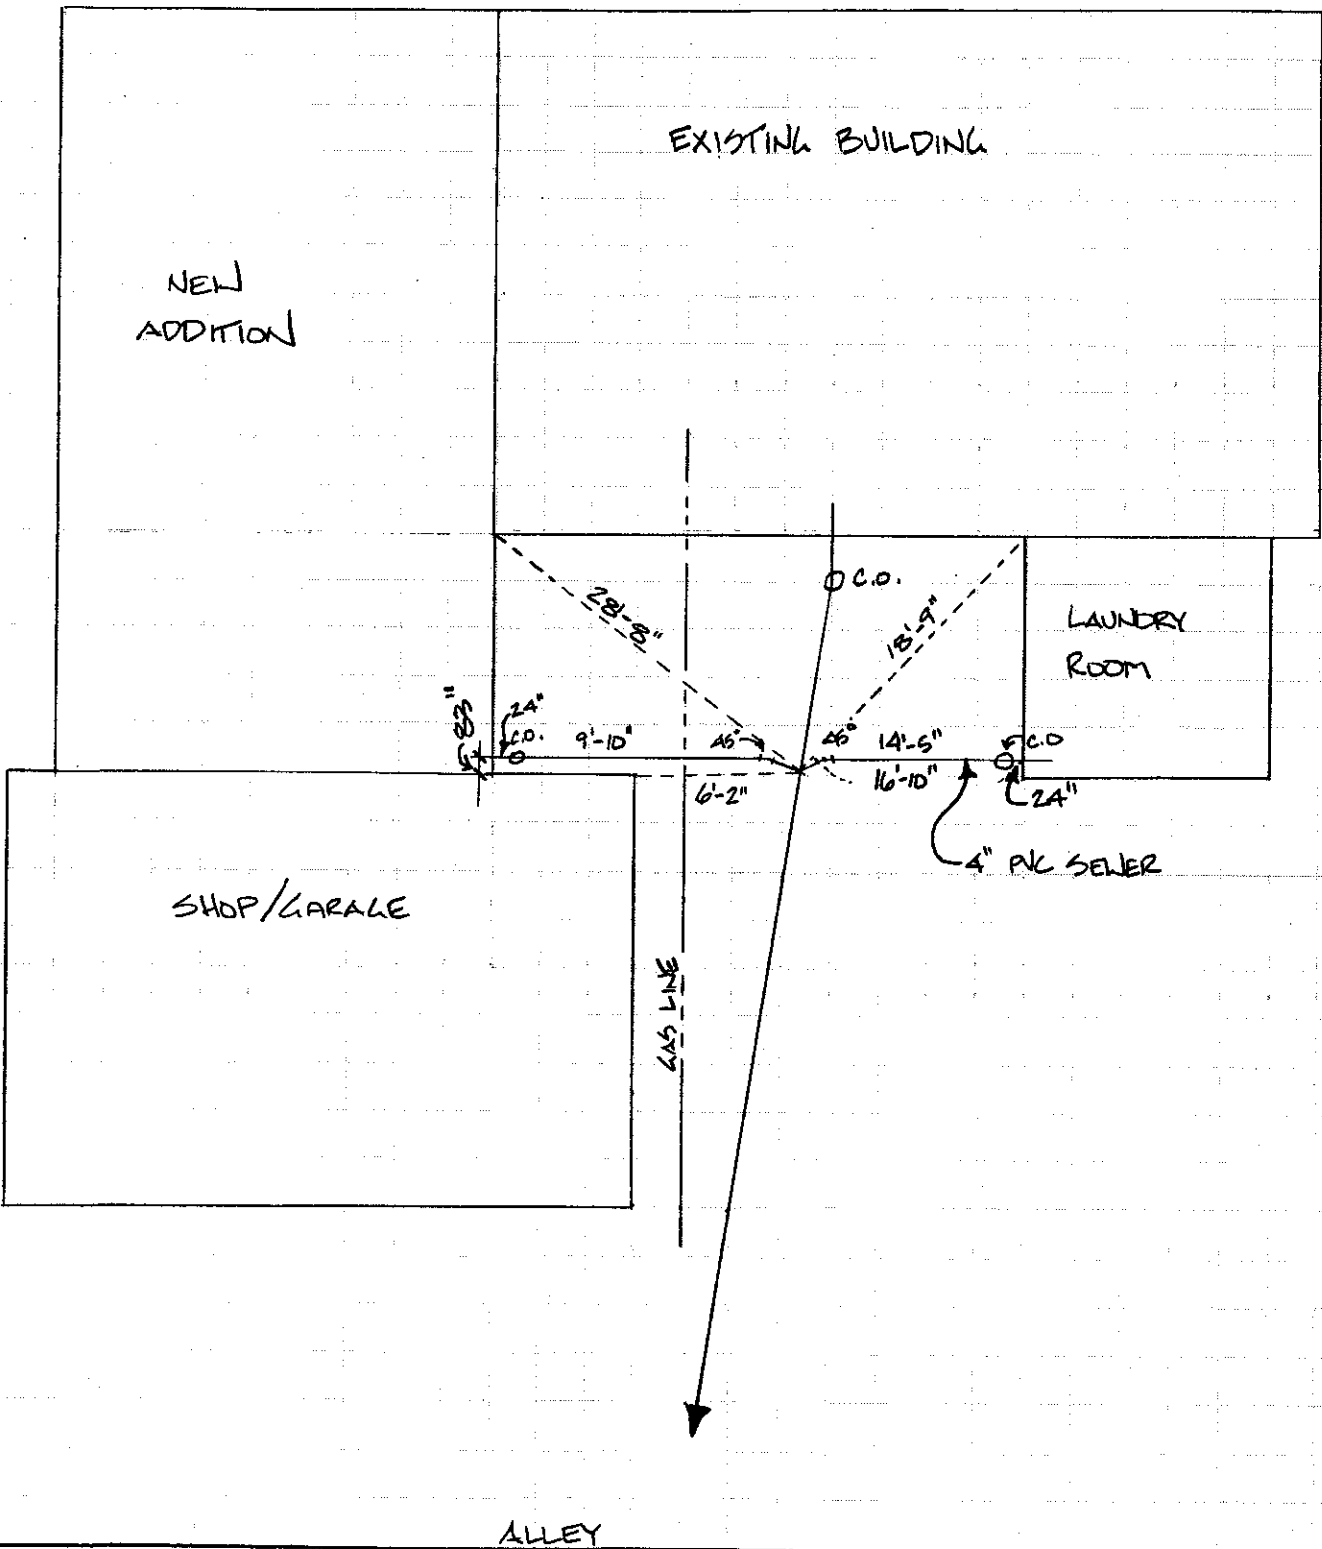 EXISTING BUILDING
NEW
ADDITION
C.O.
28'-8"
18'-9"
LAUNDRY
ROOM
83"
24"
C.O.
9'-10"
45°
45°
14'-5"
C.O
6'-2"
16'-10"
24"
4" PVC SEWER
SHOP/GARAGE
GAS LINE
ALLEY